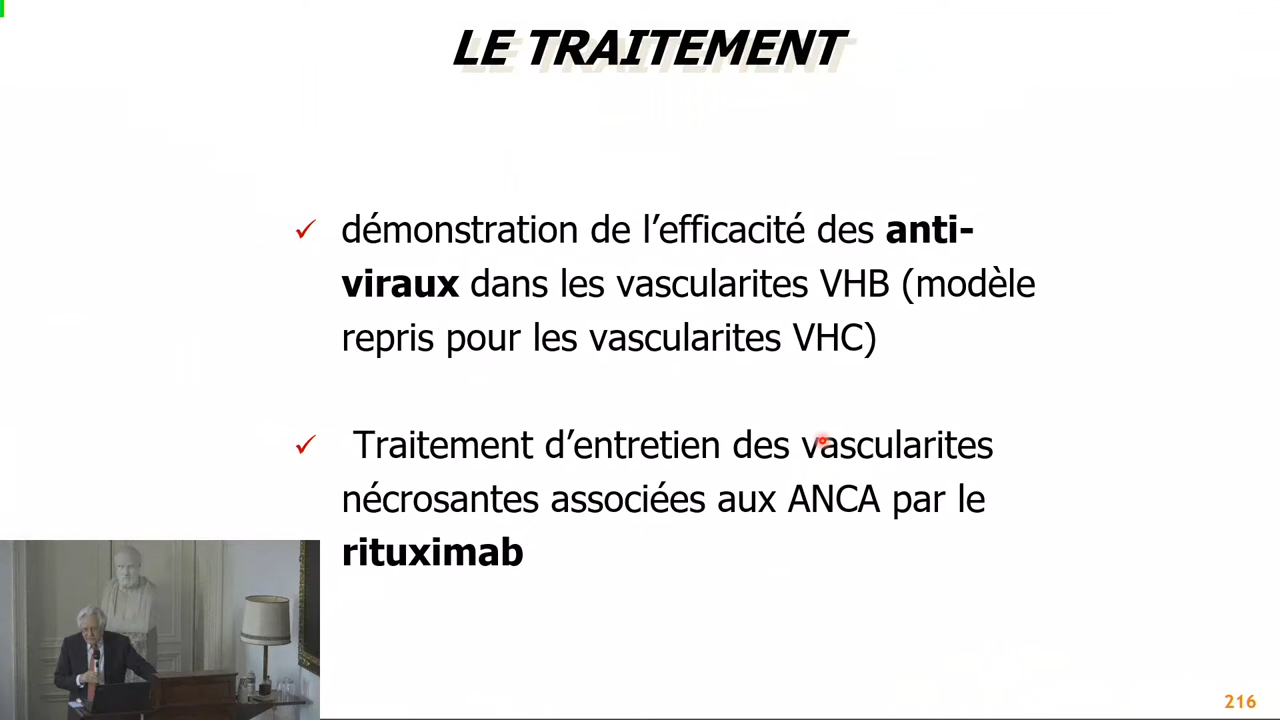 LE TRAITEMENT
✓ démonstration de l’efficacité des anti-
viraux dans les vascularites VHB (modèle
repris pour les vascularites VHC)
✓ Traitement d’entretien des vascularites
nécrosantes associées aux ANCA par le
rituximab
216